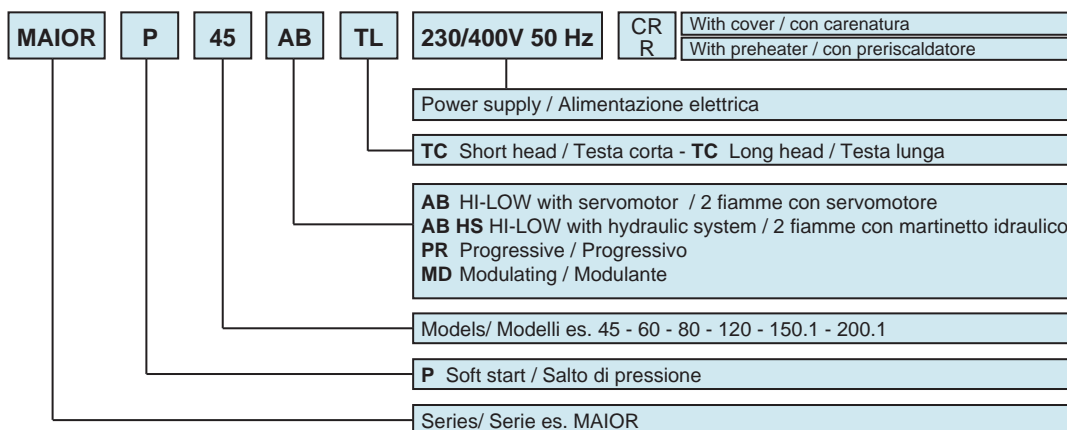 MAIOR P 45 AB TL 230/400V 50 Hz CR With cover / con carenatura
R With preheater / con preriscaldatore
Power supply / Alimentazione elettrica
TC Short head / Testa corta - TC Long head / Testa lunga
AB HI-LOW with servomotor / 2 fiamme con servomotore
AB HS HI-LOW with hydraulic system / 2 fiamme con martinetto idraulico
PR Progressive / Progressivo
MD Modulating / Modulante
Models/ Modelli es. 45 - 60 - 80 - 120 - 150.1 - 200.1
P Soft start / Salto di pressione
Series/ Serie es. MAIOR